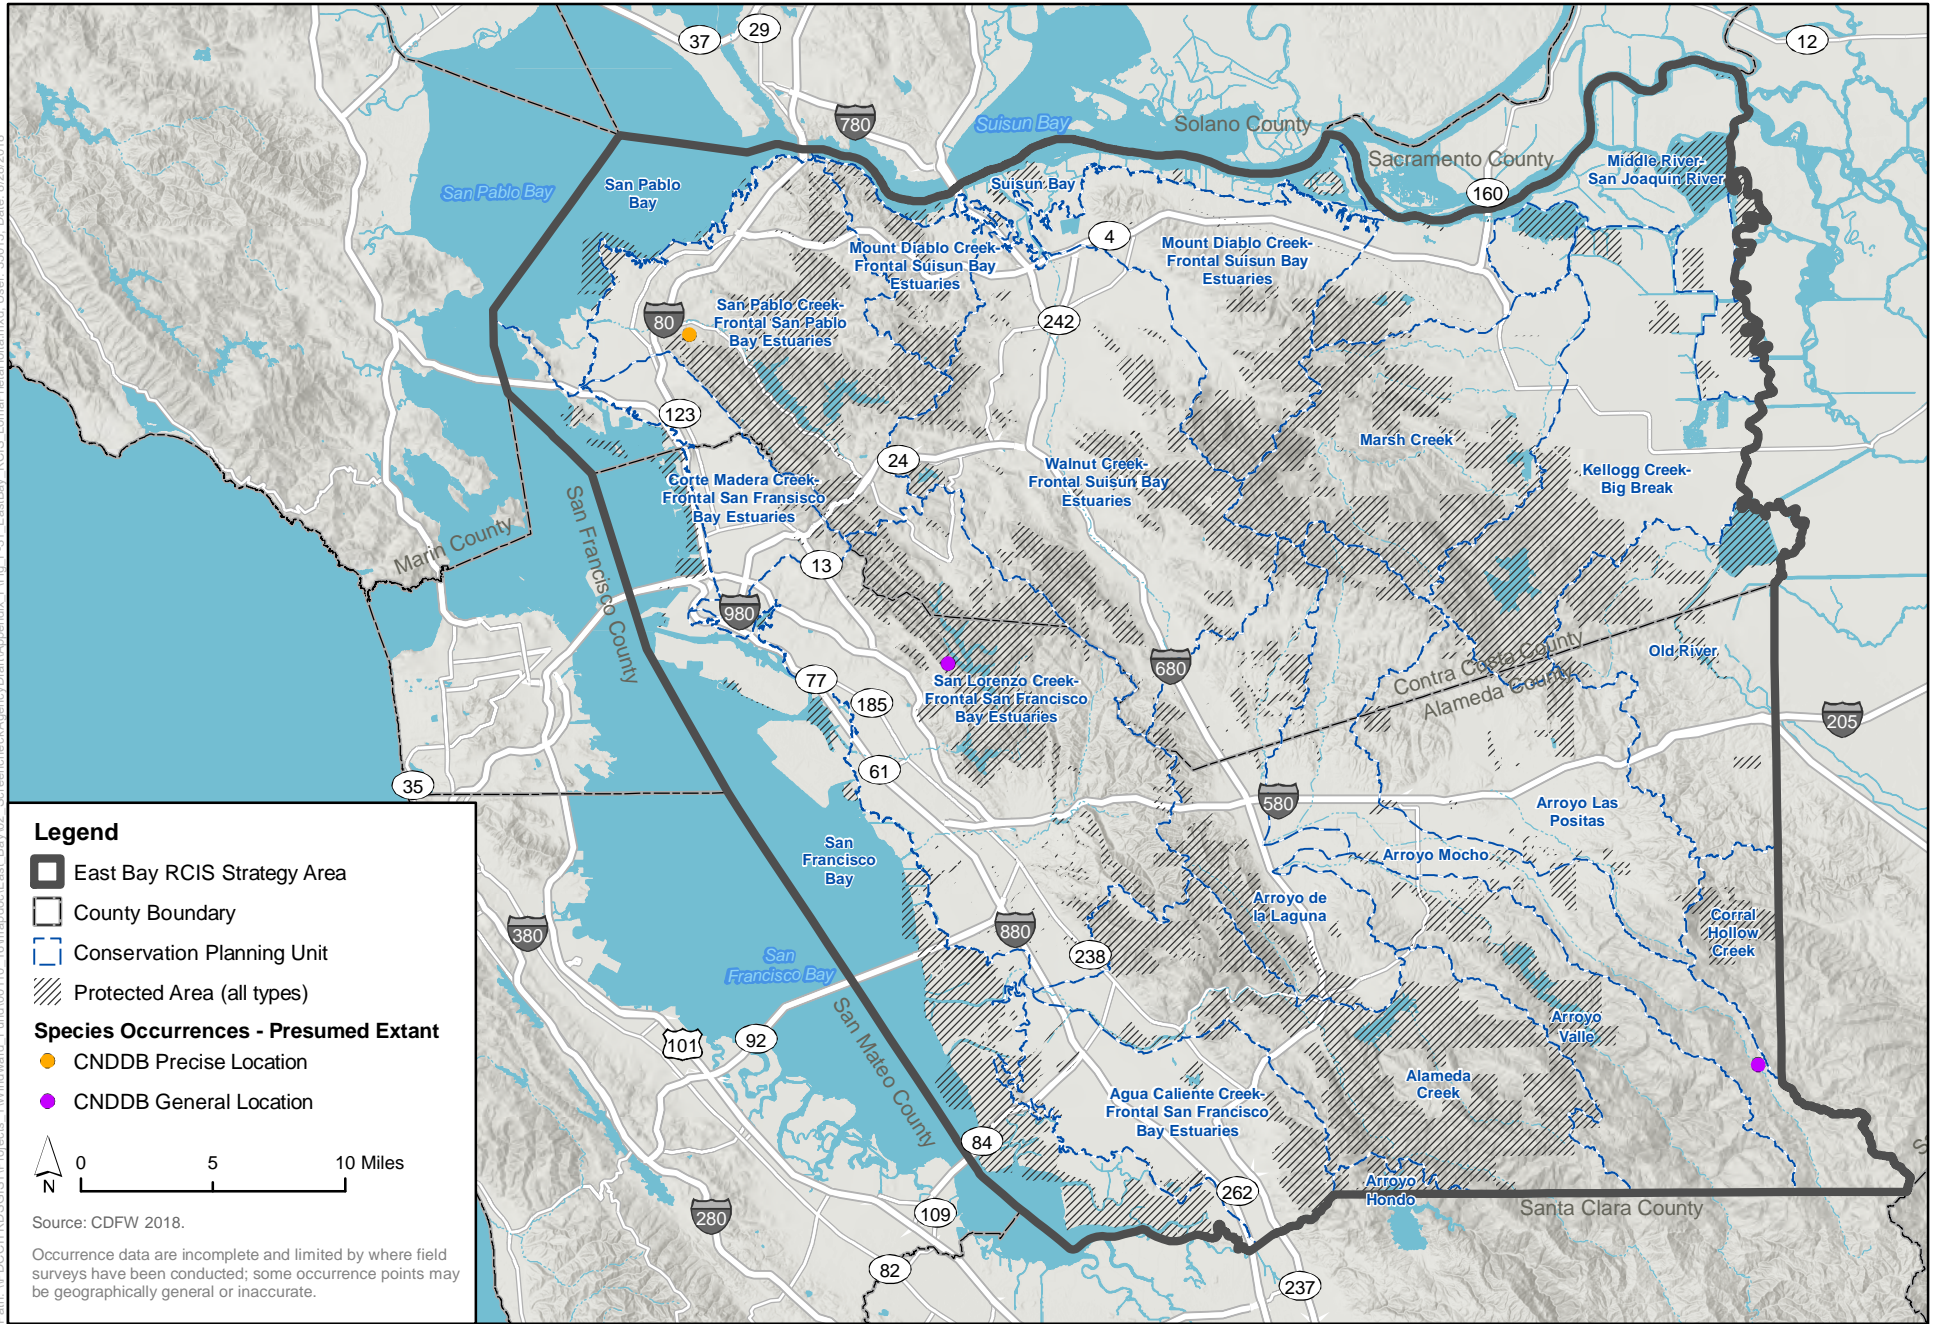 37
29
12
780
Suisun Bay
Solano County
Sacramento County
Middle River-
San Joaquin River
San Pablo Bay
San Pablo
Bay
Suisun Bay
160
4
Mount Diablo Creek-
Frontal Suisun Bay
Estuaries
Mount Diablo Creek-
Frontal Suisun Bay
Estuaries
San Pablo Creek-
Frontal San Pablo
Bay Estuaries
80
242
123
24
Marsh Creek
Walnut Creek-
Frontal Suisun Bay
Estuaries
Kellogg Creek-
Big Break
Corte Madera Creek-
Frontal San Fransisco
Bay Estuaries
Marin County
San Francisco County
13
980
680
Contra Costa County
Alameda County
Old River
77
185
San Lorenzo Creek-
Frontal San Francisco
Bay Estuaries
205
61
35
580
Arroyo Las
Positas
San
Francisco
Bay
Arroyo Mocho
Arroyo de
la Laguna
Corral
Hollow
Creek
380
880
238
San
Francisco Bay
San Mateo County
101
92
Arroyo
Valle
Alameda
Creek
Agua Caliente Creek-
Frontal San Francisco
Bay Estuaries
84
262
Arroyo
Hondo
Santa Clara County
280
109
82
237
Legend
East Bay RCIS Strategy Area
County Boundary
Conservation Planning Unit
Protected Area (all types)
Species Occurrences - Presumed Extant
CNDDB Precise Location
CNDDB General Location
N
0 5 10 Miles
Source: CDFW 2018.
Occurrence data are incomplete and limited by where field
surveys have been conducted; some occurrence points may
be geographically general or inaccurate.